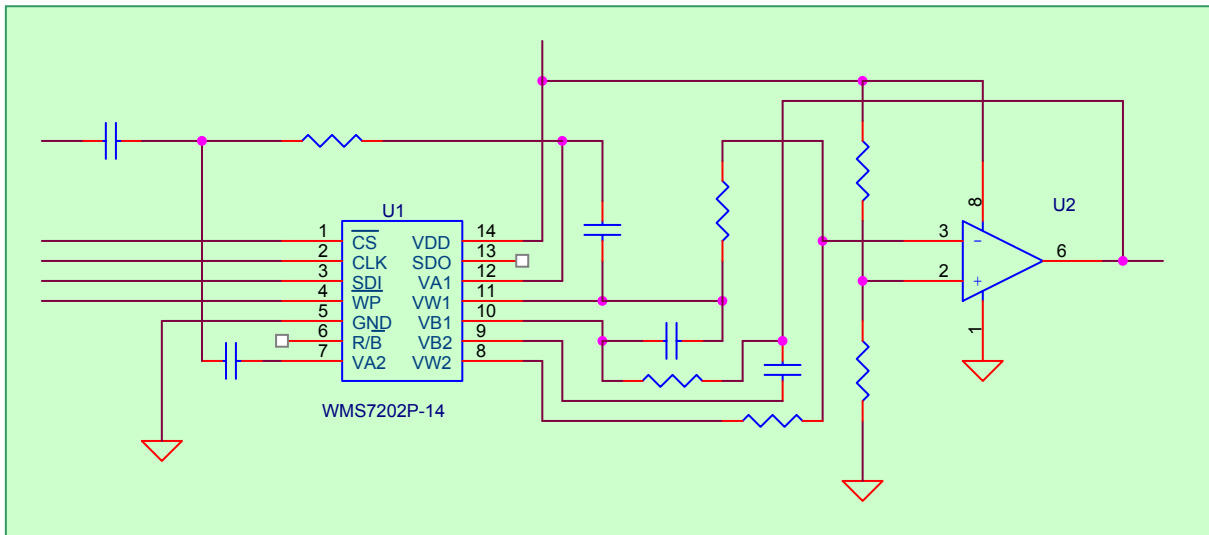 U1
1 CS VDD 14
2 CLK SDO 13
3 SDI VA1 12
4 WP VW1 11
5 GND VB1 10
6 R/B VB2 9
7 VA2 VW2 8
WMS7202P-14
U2
8
3 −
2 +
6
1